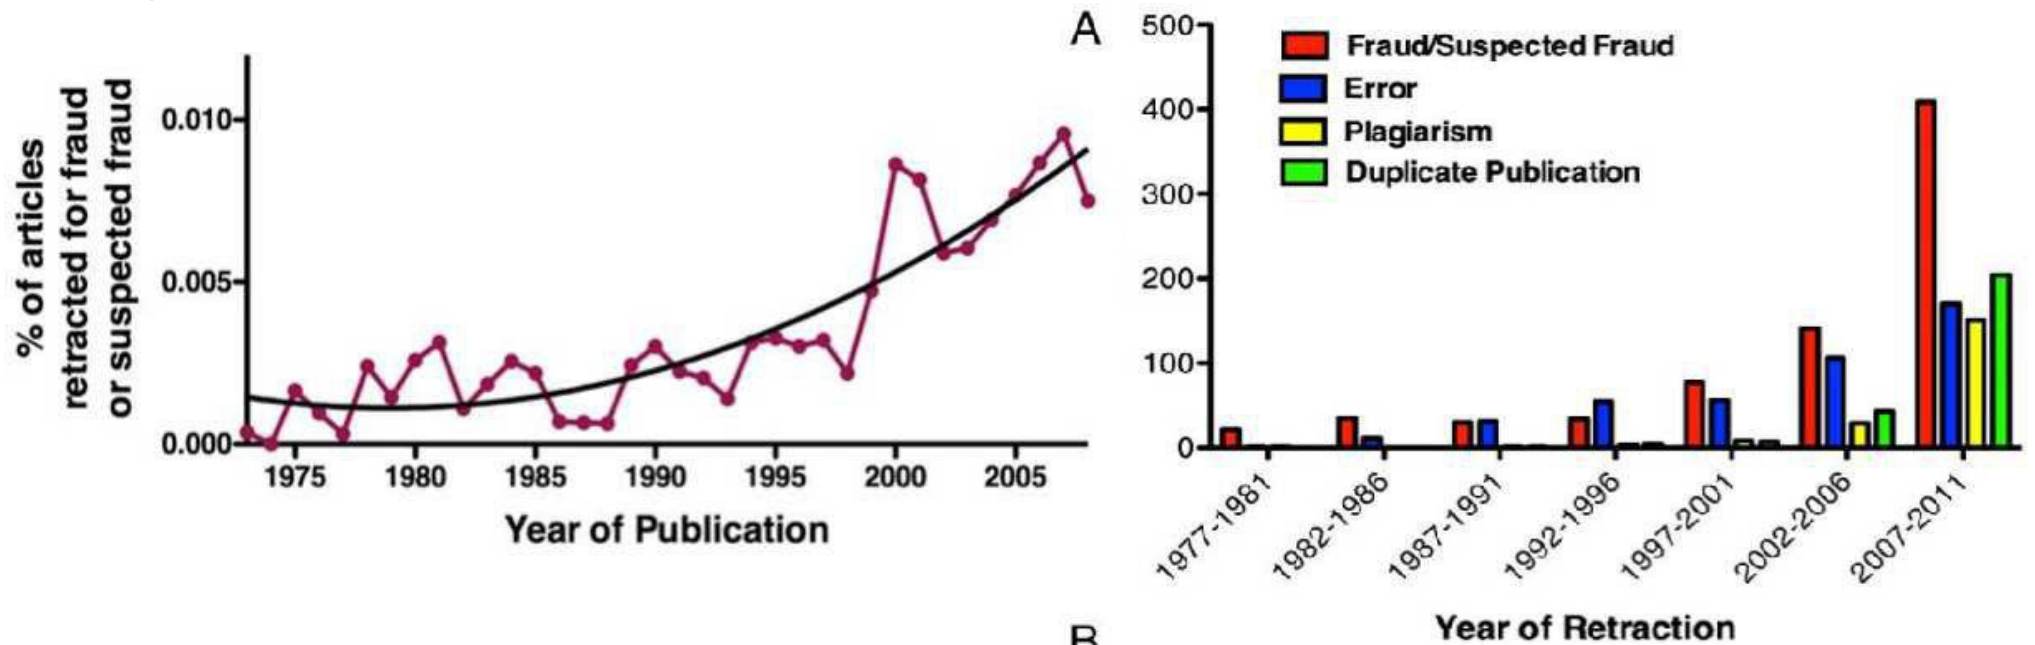 % of articles
retracted for fraud
or suspected fraud
0.010
0.005
0.000
1975 1980 1985 1990 1995 2000 2005
Year of Publication
A
B
500
400
300
200
100
0
Fraud/Suspected Fraud
Error
Plagiarism
Duplicate Publication
1977-1981 1982-1986 1987-1991 1992-1996 1997-2001 2002-2006 2007-2011
Year of Retraction